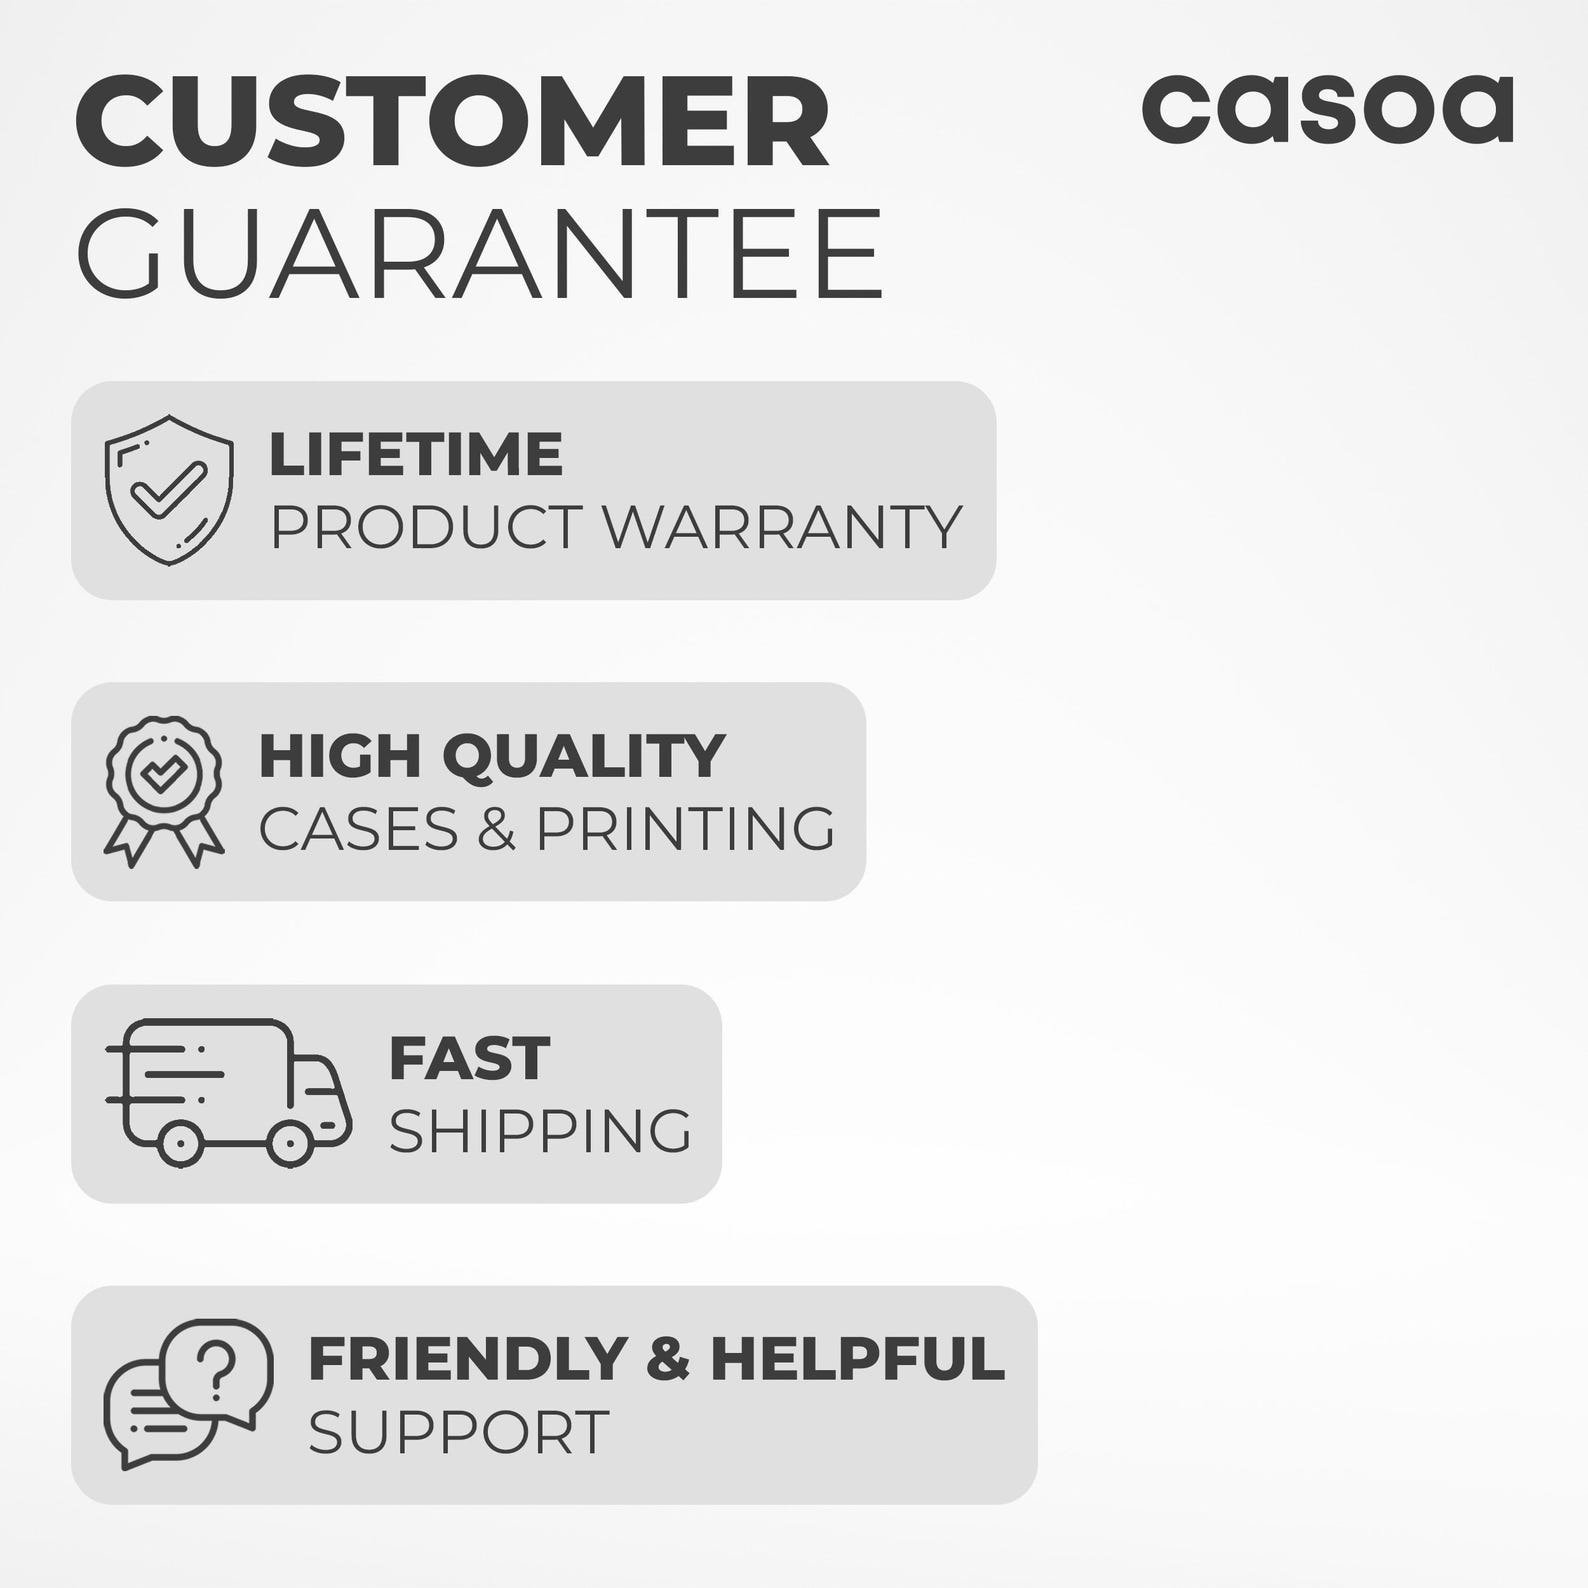 CUSTOMER
GUARANTEE
casoa
LIFETIME
PRODUCT WARRANTY
HIGH QUALITY
CASES & PRINTING
FAST
SHIPPING
?
FRIENDLY & HELPFUL
SUPPORT